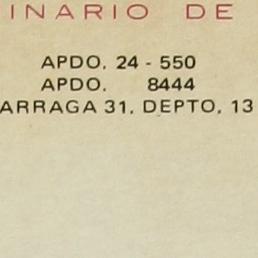 INARIO DE
APDO. 24 - 550
APDO. 8444
ARRAGA 31, DEPTO, 13